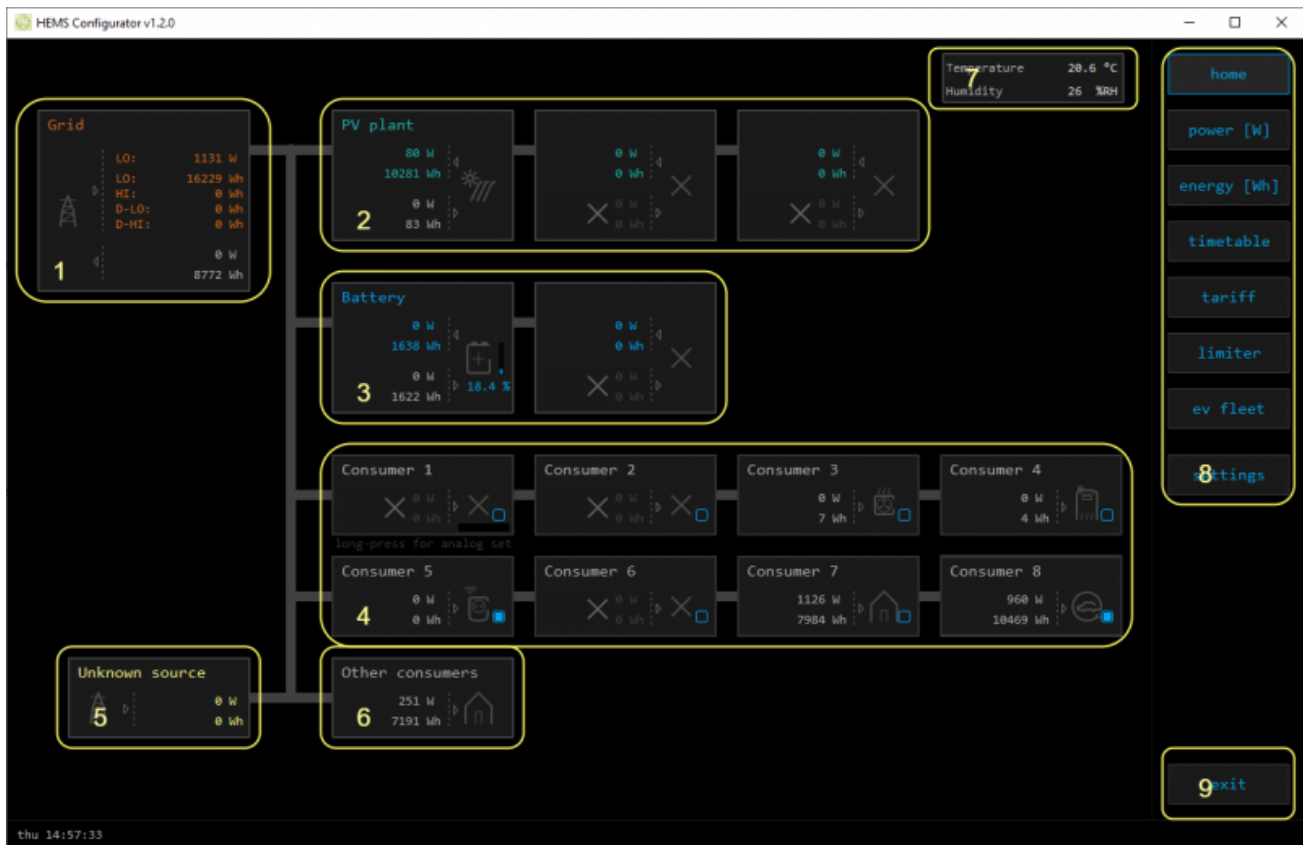 HEMS Configurator v1.2.0
Temperature 20.6 °C
7
Humidity 26 %RH
home
power [W]
energy [Wh]
timetable
tariff
limiter
ev fleet
settings
8
exit
9
Grid
LO: 1131 W
LO: 16229 Wh
HI: 0 Wh
D-LO: 0 Wh
D-HI: 0 Wh
0 W
1
8772 Wh
PV plant
80 W
10281 Wh
0 W
2
83 Wh
0 W
0 Wh
0 W
0 Wh
0 W
0 Wh
0 W
0 Wh
Battery
0 W
1638 Wh
0 W
18.4 %
3
1622 Wh
0 W
0 Wh
0 W
0 Wh
Consumer 1
0 W
0 Wh
long-press for analog set
Consumer 2
0 W
0 Wh
Consumer 3
0 W
7 Wh
Consumer 4
0 W
4 Wh
Consumer 5
0 W
4
0 Wh
Consumer 6
0 W
0 Wh
Consumer 7
1126 W
7984 Wh
Consumer 8
960 W
10469 Wh
Unknown source
0 W
5
0 Wh
Other consumers
251 W
6
7191 Wh
thu 14:57:33